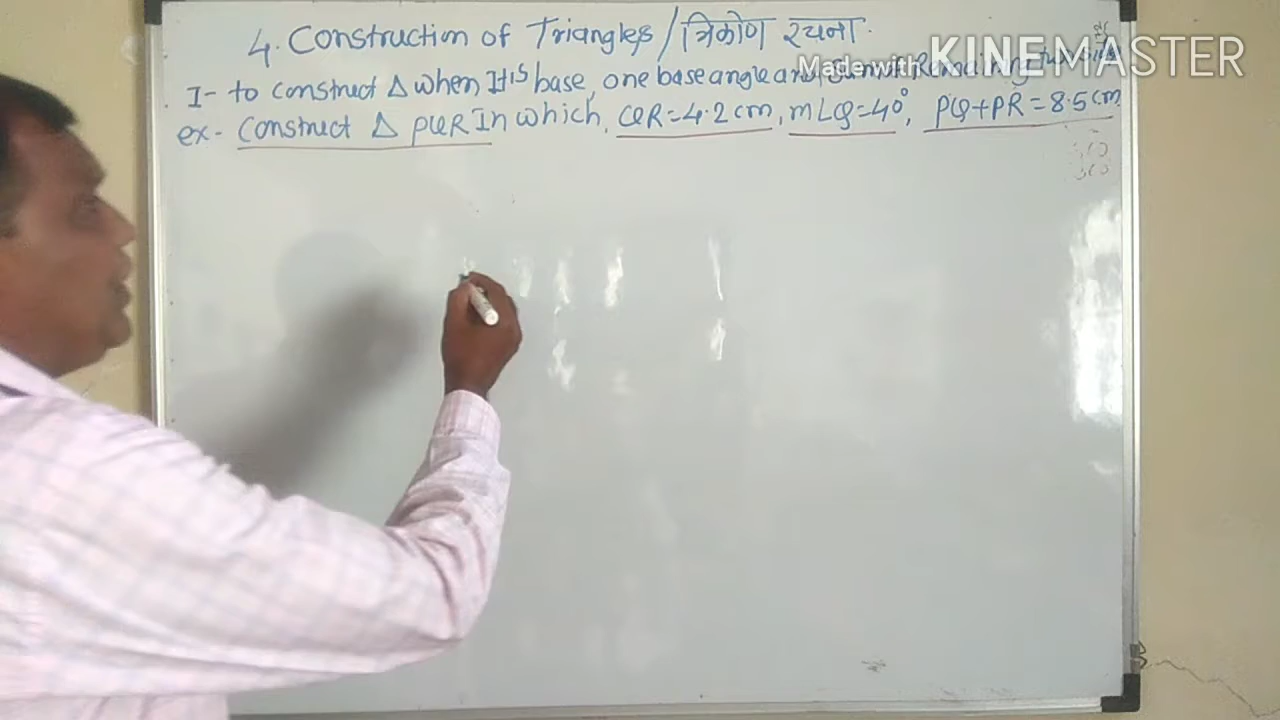 4. Construction of Triangles / त्रिकोण रचना.
Made with KINEMASTER
I- to construct Δ when Its base, one base angle and
ex- Construct Δ PQR In which, QR = 4.2 cm, m∠Q = 40°, PQ + PR = 8.5 cm